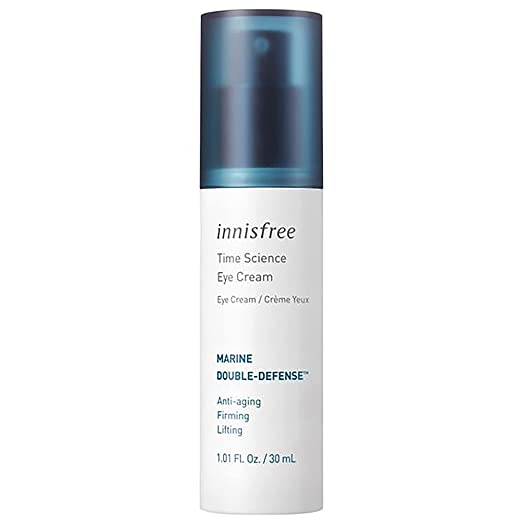 innisfree
Time Science
Eye Cream
Eye Cream / Crème Yeux
MARINE
DOUBLE-DEFENSE™
Anti-aging
Firming
Lifting
1.01 Fl. Oz. / 30 mL